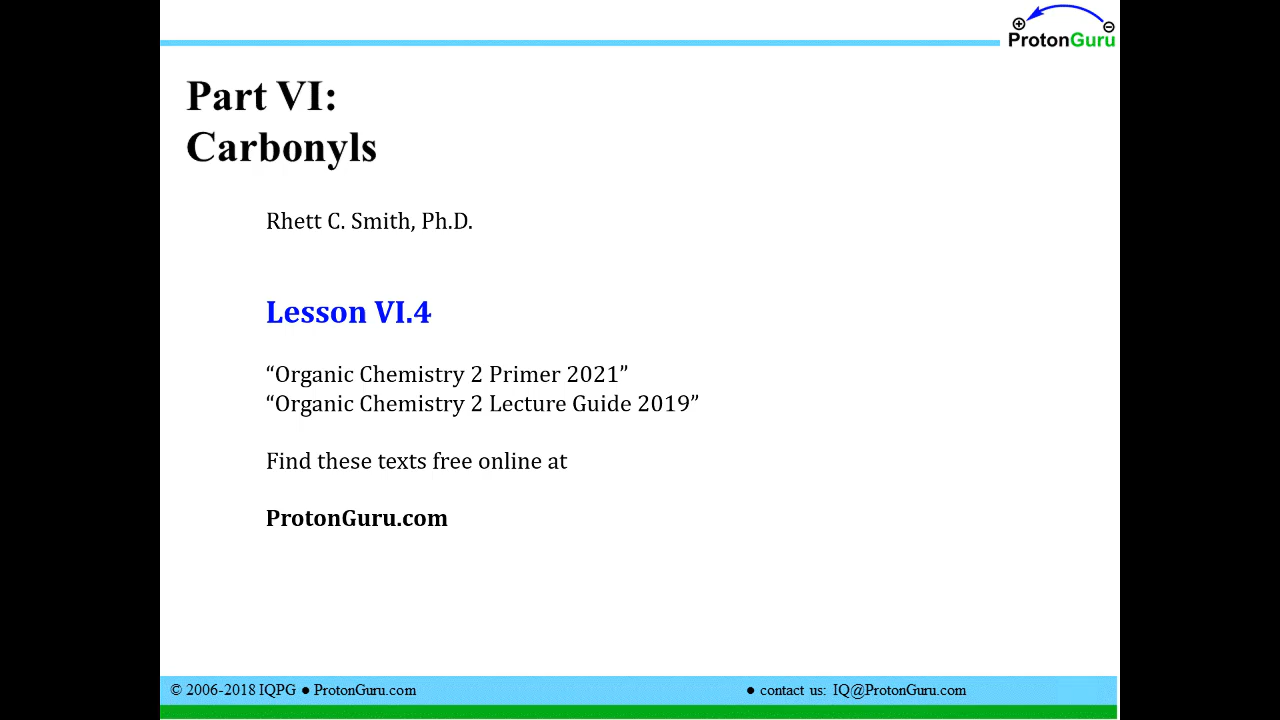 ⊕ ⊖
ProtonGuru
Part VI:
Carbonyls
Rhett C. Smith, Ph.D.
Lesson VI.4
“Organic Chemistry 2 Primer 2021”
“Organic Chemistry 2 Lecture Guide 2019”
Find these texts free online at
ProtonGuru.com
© 2006-2018 IQPG ● ProtonGuru.com ● contact us: IQ@ProtonGuru.com